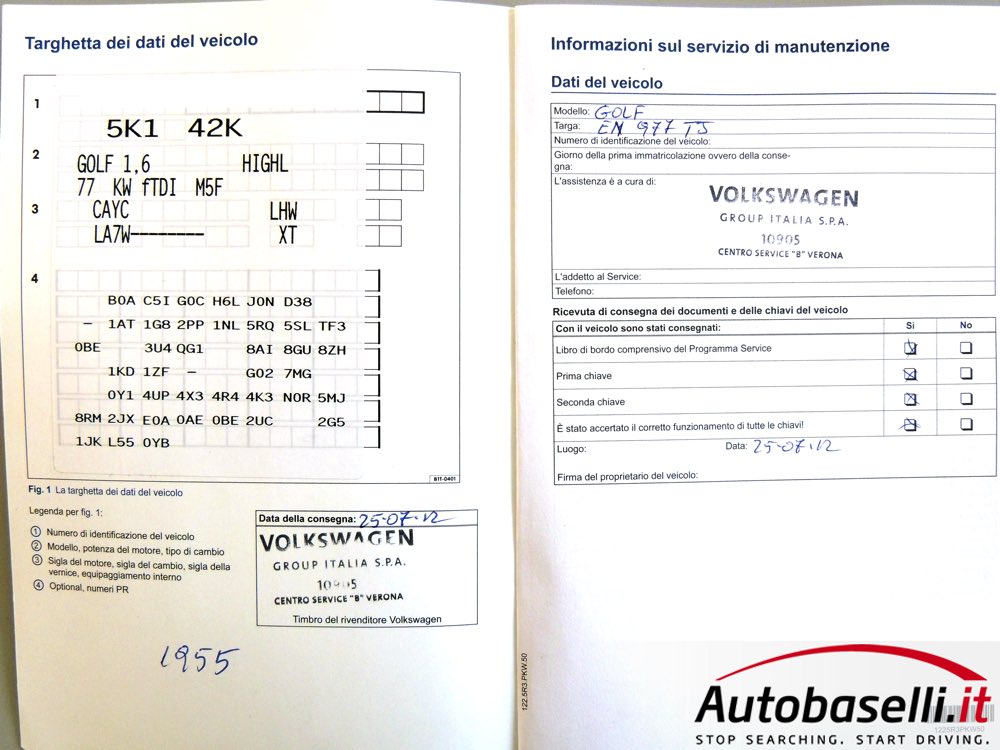 Targhetta dei dati del veicolo
1
5K1 42K
2
GOLF 1,6 HIGHL
77 KW fTDI M5F
3
CAYC LHW
LA7W-------- XT
4
B0A C5I G0C H6L J0N D38
- 1AT 1G8 2PP 1NL 5RQ 5SL TF3
0BE 3U4 QG1 8AI 8GU 8ZH
1KD 1ZF - G02 7MG
0Y1 4UP 4X3 4R4 4K3 N0R 5MJ
8RM 2JX E0A 0AE 0BE 2UC 2G5
1JK L55 0YB
B1T-0401
Fig. 1 La targhetta dei dati del veicolo
Legenda per fig. 1:
1 Numero di identificazione del veicolo
2 Modello, potenza del motore, tipo di cambio
3 Sigla del motore, sigla del cambio, sigla della
vernice, equipaggiamento interno
4 Optional, numeri PR
Data della consegna: 25-07-12
VOLKSWAGEN
GROUP ITALIA S.P.A.
10905
CENTRO SERVICE "B" VERONA
Timbro del rivenditore Volkswagen
1955
Informazioni sul servizio di manutenzione
Dati del veicolo
Modello: GOLF
Targa: EN 977 TJ
Numero di identificazione del veicolo:
Giorno della prima immatricolazione ovvero della conse-
gna:
L'assistenza è a cura di:
VOLKSWAGEN
GROUP ITALIA S.P.A.
10905
CENTRO SERVICE "B" VERONA
L'addetto al Service:
Telefono:
Ricevuta di consegna dei documenti e delle chiavi del veicolo
Con il veicolo sono stati consegnati: Si No
Libro di bordo comprensivo del Programma Service
Prima chiave
Seconda chiave
È stato accertato il corretto funzionamento di tutte le chiavi!
Luogo: Data: 25-07-12
Firma del proprietario del veicolo:
122.5R3.PKW.50
Autobaselli.it
1225R3PKW50
STOP SEARCHING. START DRIVING.